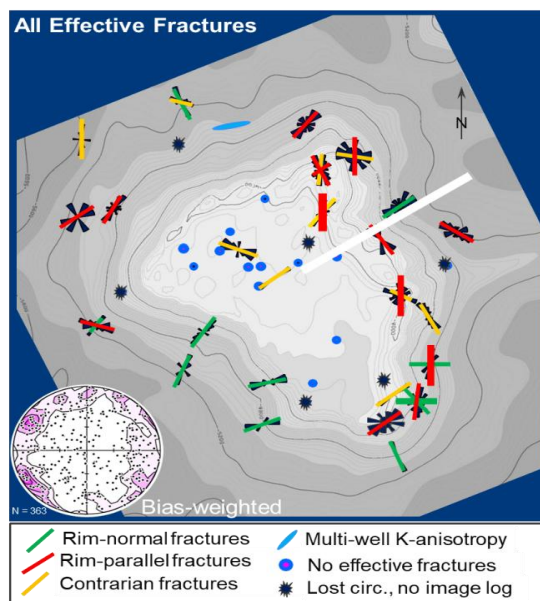 All Effective Fractures
N
N = 363
Bias-weighted
Rim-normal fractures
Rim-parallel fractures
Contrarian fractures
Multi-well K-anisotropy
No effective fractures
Lost circ., no image log